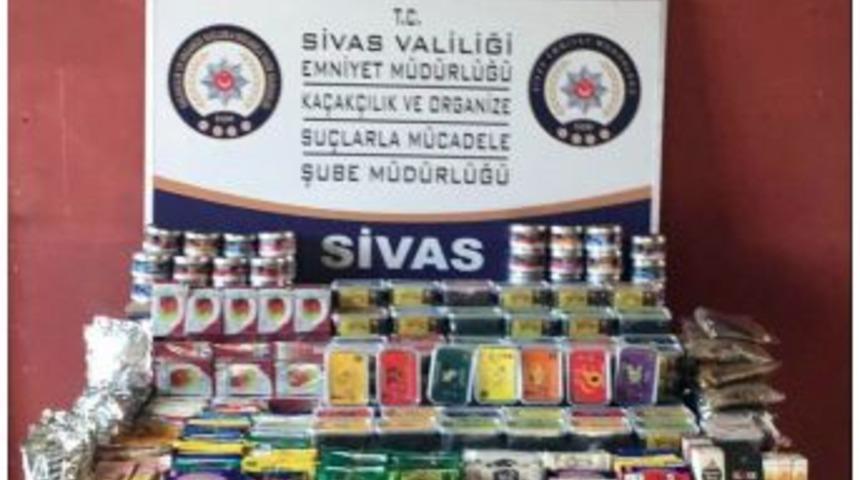 T.C.
SİVAS VALİLİĞİ
EMNİYET MÜDÜRLÜĞÜ
KAÇAKÇILIK VE ORGANİZE
SUÇLARLA MÜCADELE
ŞUBE MÜDÜRLÜĞÜ
SİVAS